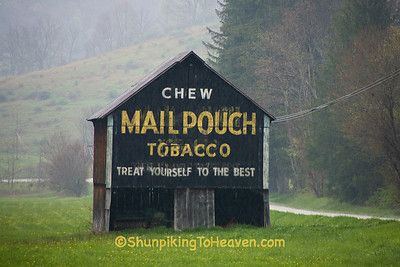 CHEW
MAIL POUCH
TOBACCO
TREAT YOURSELF TO THE BEST
©ShunpikingToHeaven.com